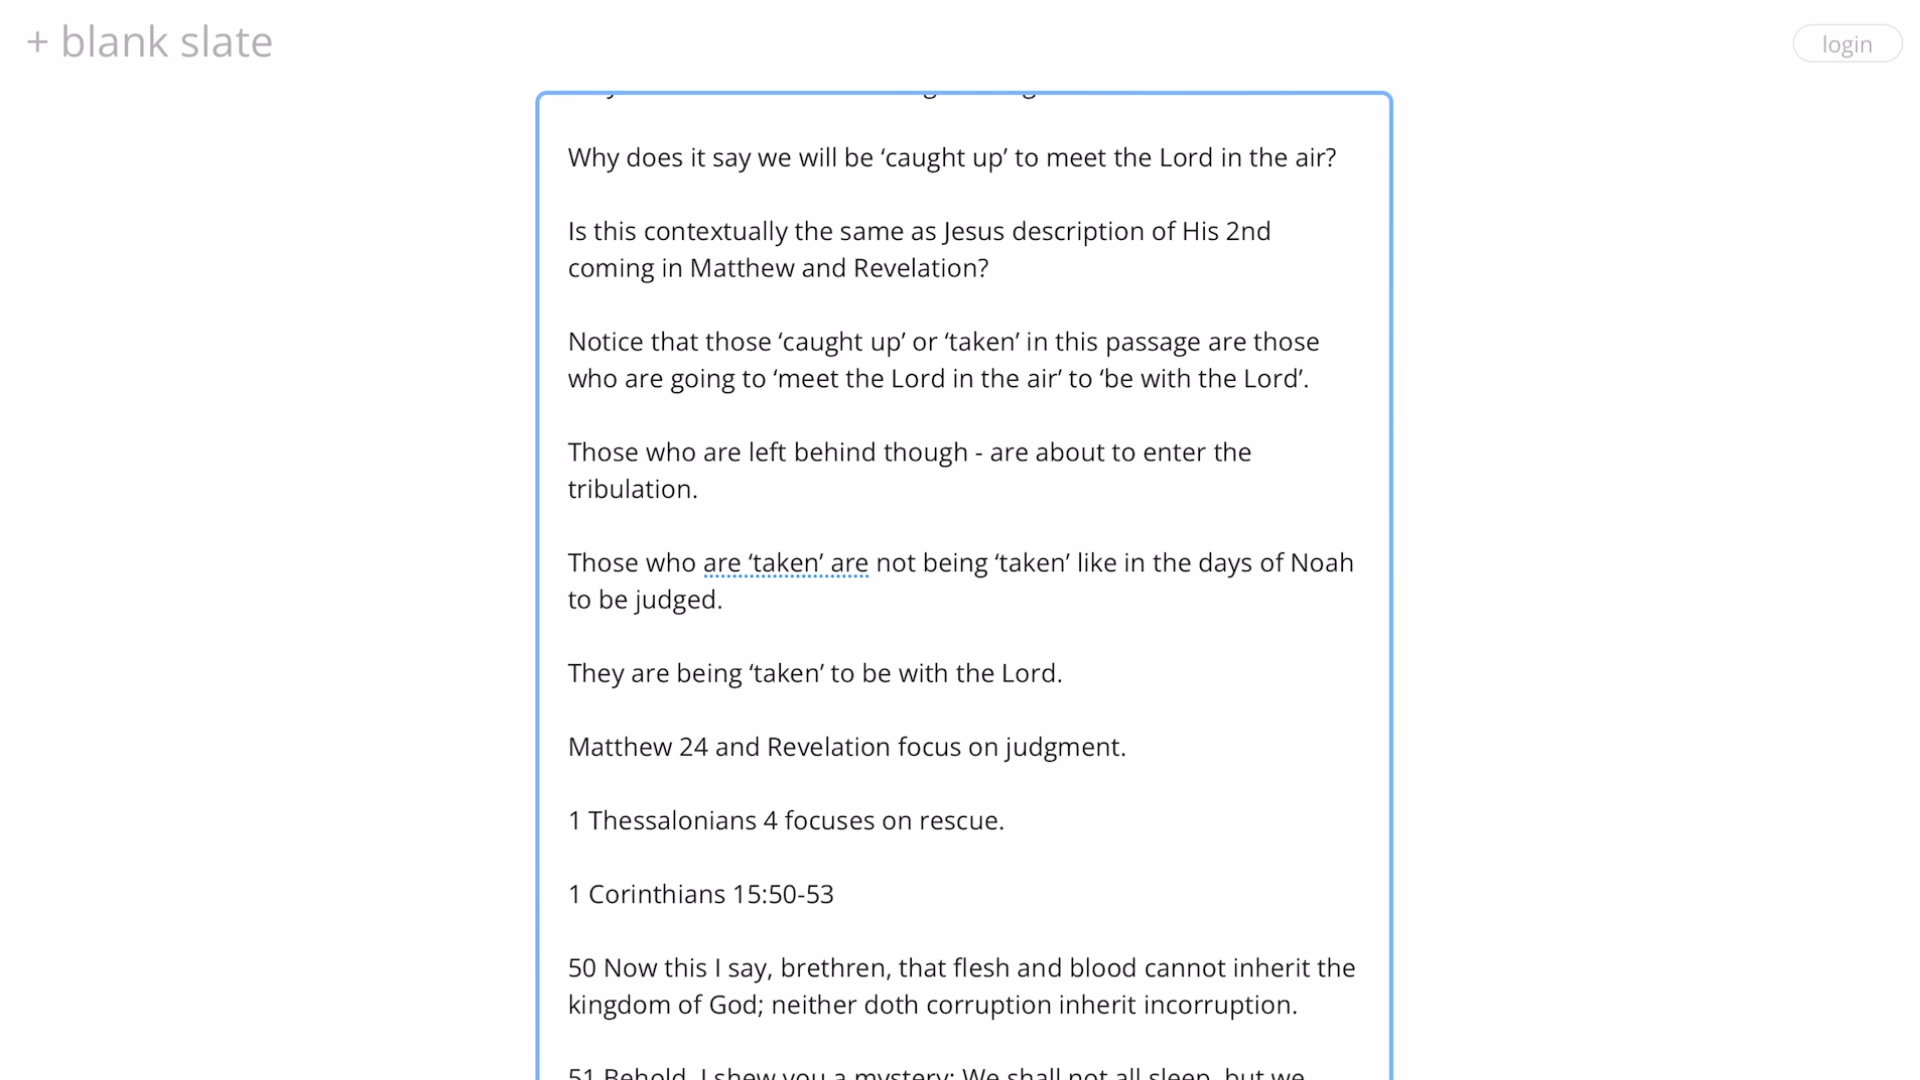 + blank slate
login
Why does it say we will be ‘caught up’ to meet the Lord in the air?
Is this contextually the same as Jesus description of His 2nd
coming in Matthew and Revelation?
Notice that those ‘caught up’ or ‘taken’ in this passage are those
who are going to ‘meet the Lord in the air’ to ‘be with the Lord’.
Those who are left behind though - are about to enter the
tribulation.
Those who are ‘taken’ are not being ‘taken’ like in the days of Noah
to be judged.
They are being ‘taken’ to be with the Lord.
Matthew 24 and Revelation focus on judgment.
1 Thessalonians 4 focuses on rescue.
1 Corinthians 15:50-53
50 Now this I say, brethren, that flesh and blood cannot inherit the
kingdom of God; neither doth corruption inherit incorruption.
51 Behold, I shew you a mystery; We shall not all sleep, but we